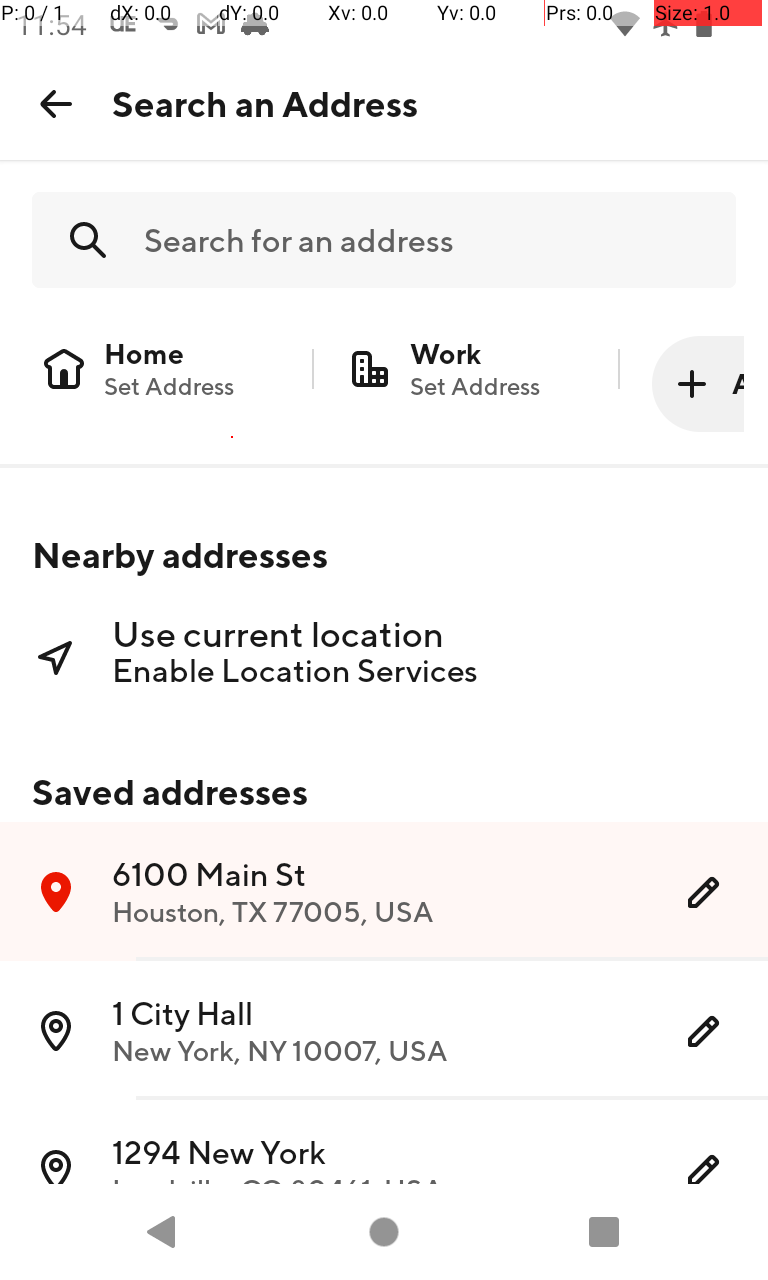 P: 0 / 1 dX: 0.0 dY: 0.0 Xv: 0.0 Yv: 0.0 Prs: 0.0 Size: 1.0
11:54 UE
Search an Address
Search for an address
Home
Set Address
Work
Set Address
Nearby addresses
Use current location
Enable Location Services
Saved addresses
6100 Main St
Houston, TX 77005, USA
1 City Hall
New York, NY 10007, USA
1294 New York